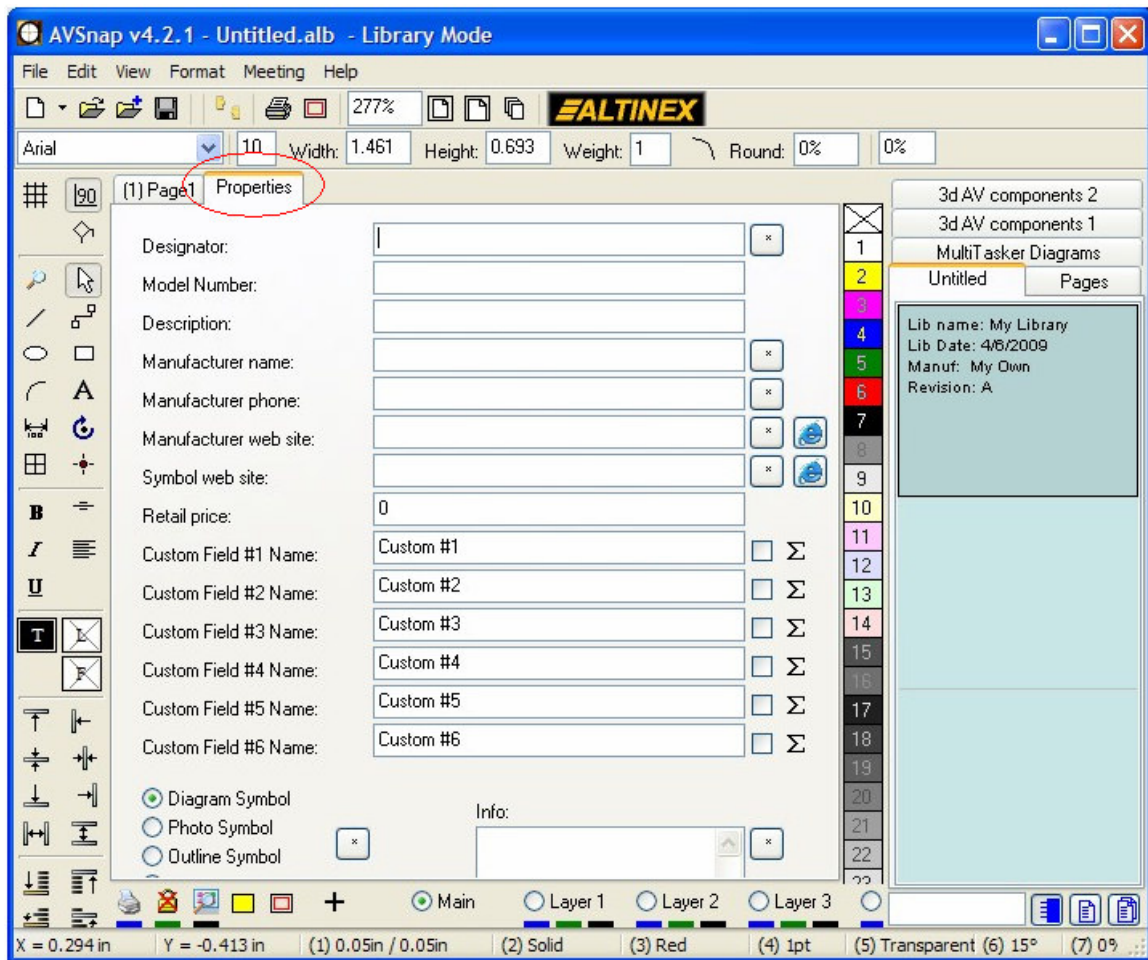 AVSnap v4.2.1 - Untitled.alb - Library Mode
File Edit View Format Meeting Help
277% ALTINEX
Arial 10 Width: 1.461 Height: 0.693 Weight: 1 Round: 0% 0%
90 (1) Page1 Properties
Designator:
Model Number:
Description:
Manufacturer name:
Manufacturer phone:
Manufacturer web site:
Symbol web site:
Retail price: 0
Custom Field #1 Name: Custom #1 Σ
Custom Field #2 Name: Custom #2 Σ
Custom Field #3 Name: Custom #3 Σ
Custom Field #4 Name: Custom #4 Σ
Custom Field #5 Name: Custom #5 Σ
Custom Field #6 Name: Custom #6 Σ
Diagram Symbol
Photo Symbol
Outline Symbol
Info:
A
B
I
U
T
L
F
1
2
3
4
5
6
7
8
9
10
11
12
13
14
15
16
17
18
19
20
21
22
23
3d AV components 2
3d AV components 1
MultiTasker Diagrams
Untitled Pages
Lib name: My Library
Lib Date: 4/6/2009
Manuf: My Own
Revision: A
Main Layer 1 Layer 2 Layer 3
X = 0.294 in Y = -0.413 in (1) 0.05in / 0.05in (2) Solid (3) Red (4) 1pt (5) Transparent (6) 15° (7) 0%